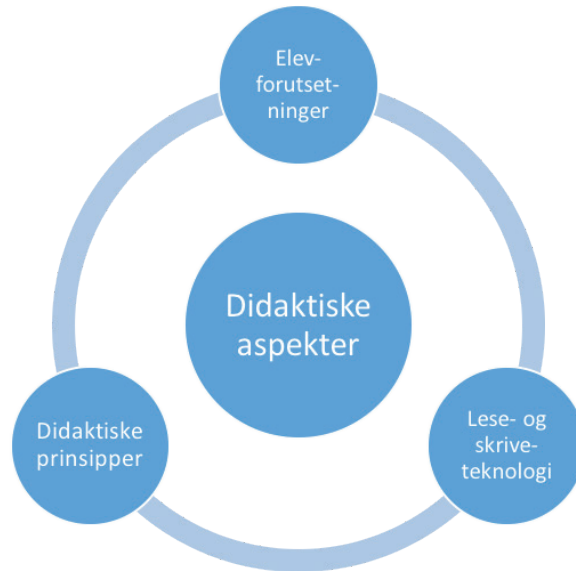 Elev-
forutset-
ninger
Didaktiske
aspekter
Didaktiske
prinsipper
Lese- og
skrive-
teknologi